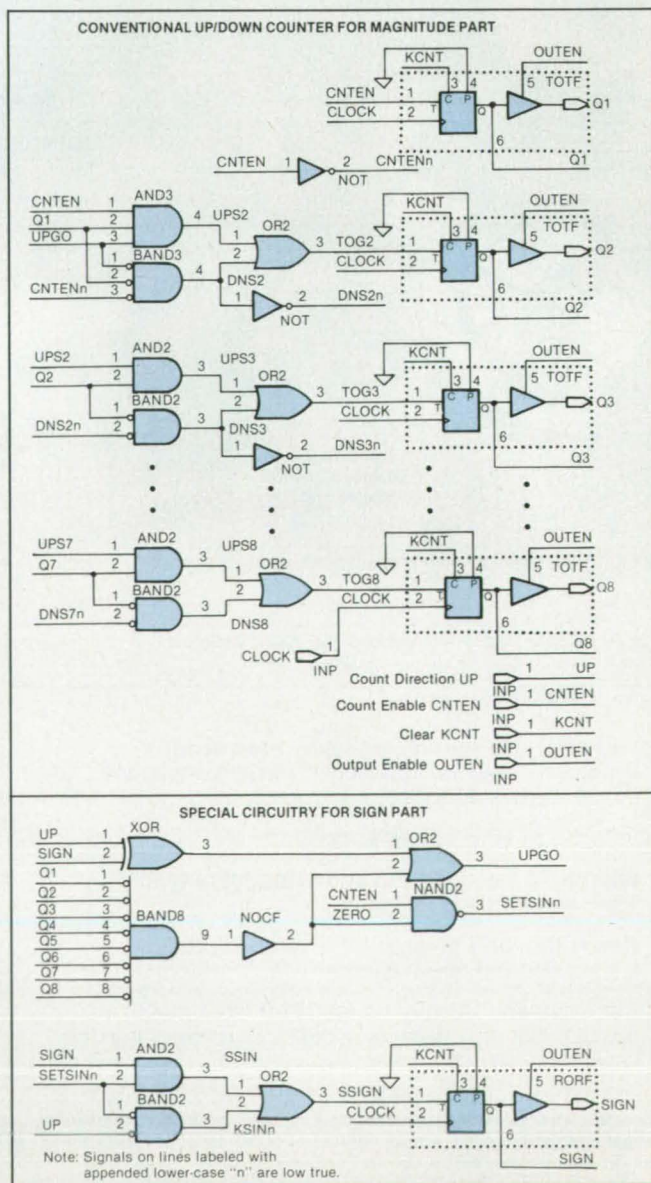 CONVENTIONAL UP/DOWN COUNTER FOR MAGNITUDE PART
OUTEN
KCNT
3 4
5 TOTF
CNTEN 1
C P
T
Q1
CLOCK 2
Q
6
Q1
CNTEN 1
2 CNTENn
NOT
AND3
CNTEN 1
Q1 2
UPGO 3
4 UPS2
OR2
1
2
3 TOG2
BAND3
1
2
CNTENn 3
4
DNS2
1
2 DNS2n
NOT
OUTEN
KCNT
3 4
5 TOTF
1
C P
T
Q2
CLOCK 2
Q
6
Q2
AND2
UPS2 1
Q2 2
3 UPS3
OR2
1
2
3 TOG3
BAND2
1
DNS2n 2
3
DNS3
1
2 DNS3n
NOT
OUTEN
KCNT
3 4
5 TOTF
1
C P
T
Q3
CLOCK 2
Q
6
Q3
AND2
UPS7 1
Q7 2
3 UPS8
OR2
1
2
3 TOG8
BAND2
1
DNS7n 2
3
DNS8
OUTEN
KCNT
3 4
5 TOTF
1
C P
T
Q8
CLOCK 2
Q
6
Q8
CLOCK 1
INP
Count Direction UP 1 UP
INP
Count Enable CNTEN 1 CNTEN
INP
Clear KCNT 1 KCNT
INP
Output Enable OUTEN 1 OUTEN
INP
SPECIAL CIRCUITRY FOR SIGN PART
XOR
UP 1
SIGN 2
3
OR2
1
2
3 UPGO
Q1 1
Q2 2
Q3 3
Q4 4
Q5 5
Q6 6
Q7 7
Q8 8
BAND8
9
NOCF
1
2
NAND2
CNTEN 1
ZERO 2
3 SETSINn
AND2
SIGN 1
SETSINn 2
3
SSIN
OR2
1
2
3 SSIGN
BAND2
1
UP 2
3
KSINn
OUTEN
KCNT
3 4
5 RORF
1
C P
T
SIGN
CLOCK 2
Q
6
SIGN
Note: Signals on lines labeled with
appended lower-case "n" are low true.